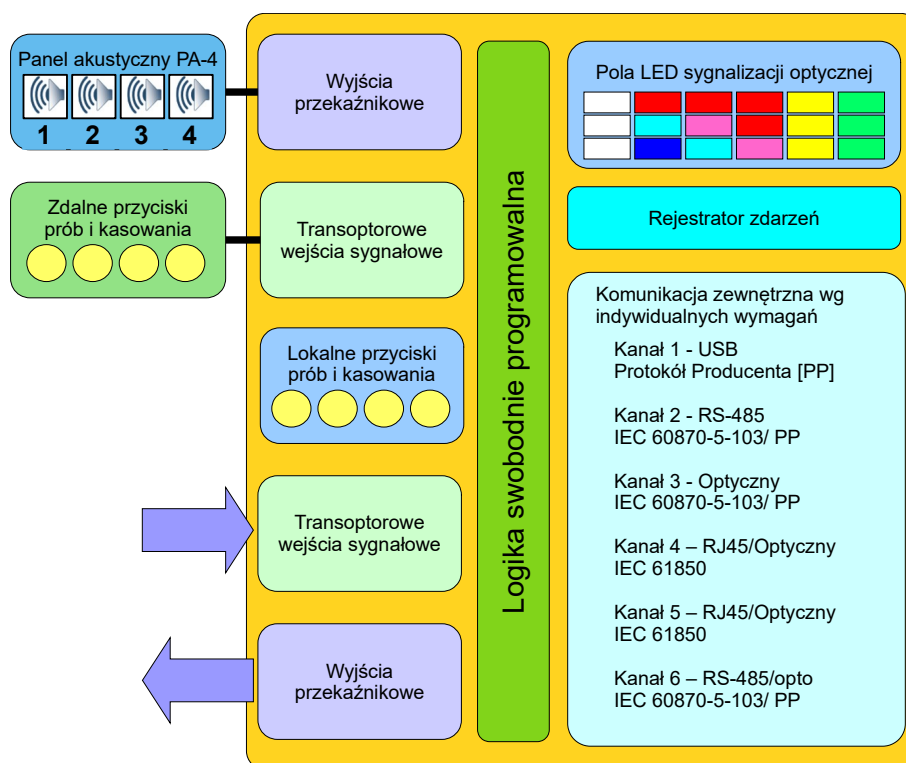 Panel akustyczny PA-4
1 2 3 4
Wyjścia
przekaźnikowe
Zdalne przyciski
prób i kasowania
Transoptorowe
wejścia sygnałowe
Lokalne przyciski
prób i kasowania
Transoptorowe
wejścia sygnałowe
Wyjścia
przekaźnikowe
Logika swobodnie programowalna
Pola LED sygnalizacji optycznej
Rejestrator zdarzeń
Komunikacja zewnętrzna wg
indywidualnych wymagań
Kanał 1 - USB
Protokół Producenta [PP]
Kanał 2 - RS-485
IEC 60870-5-103/ PP
Kanał 3 - Optyczny
IEC 60870-5-103/ PP
Kanał 4 – RJ45/Optyczny
IEC 61850
Kanał 5 – RJ45/Optyczny
IEC 61850
Kanał 6 – RS-485/opto
IEC 60870-5-103/ PP